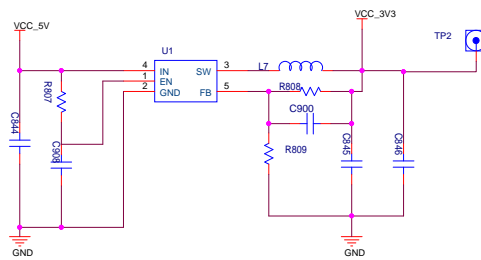 VCC_5V
VCC_3V3
TP2
U1
4 IN SW 3
1 EN
2 GND FB 5
L7
R807
R808
C900
C844
C908
R809
C845
C846
GND
GND